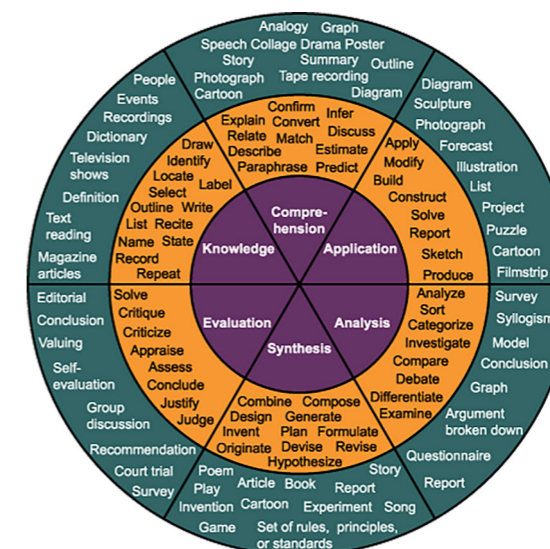 Analogy Graph
Speech Collage Drama Poster
Story Summary Outline
Photograph Tape recording
Cartoon Diagram
Confirm
Explain Convert Infer
Relate Match Discuss
Describe Estimate
Paraphrase Predict
Compre-
hension
Diagram
Sculpture
Photograph
Forecast
Illustration
List
Project
Puzzle
Cartoon
Filmstrip
Apply
Modify
Build
Construct
Solve
Report
Sketch
Produce
Application
Survey
Syllogism
Model
Conclusion
Graph
Argument
broken down
Questionnaire
Report
Analyze
Sort
Categorize
Investigate
Compare
Debate
Differentiate
Examine
Analysis
Synthesis
Combine Compose
Design Generate
Invent Plan Formulate
Originate Devise Revise
Hypothesize
Poem Story
Play Article Book Report
Invention Cartoon Experiment Song
Game Set of rules, principles,
or standards
Evaluation
Solve
Critique
Criticize
Appraise
Assess
Conclude
Justify
Judge
Editorial
Conclusion
Valuing
Self-
evaluation
Group
discussion
Recommendation
Court trial
Survey
Knowledge
Draw
Identify
Locate
Select Label
Outline Write
List Recite
Name State
Record
Repeat
People
Events
Recordings
Dictionary
Television
shows
Definition
Text
reading
Magazine
articles